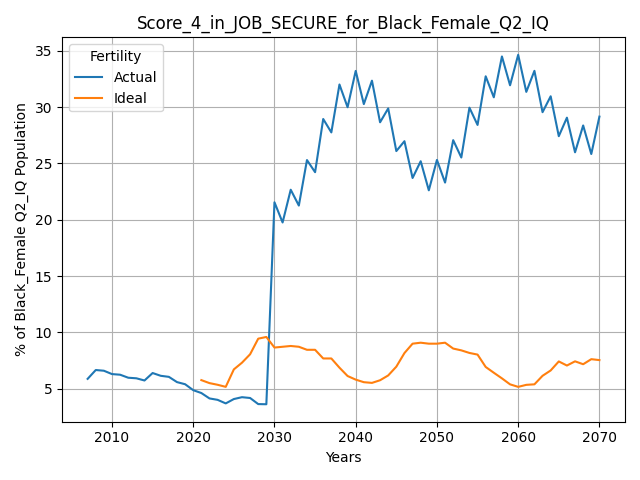 Score_4_in_JOB_SECURE_for_Black_Female_Q2_IQ
Fertility
Actual
Ideal
% of Black_Female Q2_IQ Population
35
30
25
20
15
10
5
2010 2020 2030 2040 2050 2060 2070
Years